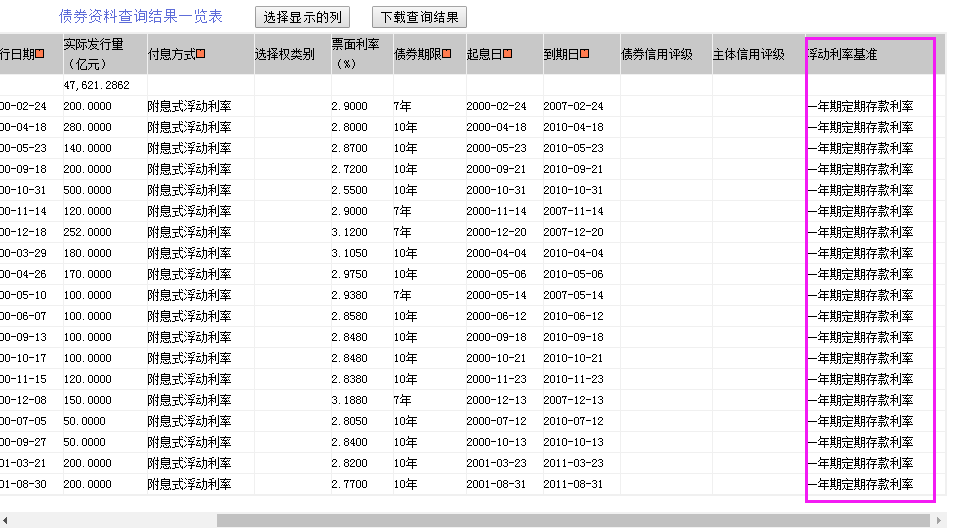 债券资料查询结果一览表 选择显示的列 下载查询结果
行日期 实际发行量（亿元） 付息方式 选择权类别 票面利率（%） 债券期限 起息日 到期日 债券信用评级 主体信用评级 浮动利率基准
47,621.2862
00-02-24 200.0000 附息式浮动利率 2.9000 7年 2000-02-24 2007-02-24 一年期定期存款利率
00-04-18 280.0000 附息式浮动利率 2.8000 10年 2000-04-18 2010-04-18 一年期定期存款利率
00-05-23 140.0000 附息式浮动利率 2.8700 10年 2000-05-23 2010-05-23 一年期定期存款利率
00-09-18 200.0000 附息式浮动利率 2.7200 10年 2000-09-21 2010-09-21 一年期定期存款利率
00-10-31 500.0000 附息式浮动利率 2.5500 10年 2000-10-31 2010-10-31 一年期定期存款利率
00-11-14 120.0000 附息式浮动利率 2.9000 7年 2000-11-14 2007-11-14 一年期定期存款利率
00-12-18 252.0000 附息式浮动利率 3.1200 7年 2000-12-20 2007-12-20 一年期定期存款利率
00-03-29 180.0000 附息式浮动利率 3.1050 10年 2000-04-04 2010-04-04 一年期定期存款利率
00-04-26 170.0000 附息式浮动利率 2.9750 10年 2000-05-06 2010-05-06 一年期定期存款利率
00-05-10 100.0000 附息式浮动利率 2.9380 7年 2000-05-14 2007-05-14 一年期定期存款利率
00-06-07 100.0000 附息式浮动利率 2.8580 10年 2000-06-12 2010-06-12 一年期定期存款利率
00-09-13 100.0000 附息式浮动利率 2.8480 10年 2000-09-18 2010-09-18 一年期定期存款利率
00-10-17 100.0000 附息式浮动利率 2.8480 10年 2000-10-21 2010-10-21 一年期定期存款利率
00-11-15 120.0000 附息式浮动利率 2.8380 10年 2000-11-23 2010-11-23 一年期定期存款利率
00-12-08 150.0000 附息式浮动利率 3.1880 7年 2000-12-13 2007-12-13 一年期定期存款利率
00-07-05 50.0000 附息式浮动利率 2.8050 10年 2000-07-12 2010-07-12 一年期定期存款利率
00-09-27 50.0000 附息式浮动利率 2.8400 10年 2000-10-13 2010-10-13 一年期定期存款利率
01-03-21 200.0000 附息式浮动利率 2.8200 10年 2001-03-23 2011-03-23 一年期定期存款利率
01-08-30 200.0000 附息式浮动利率 2.7700 10年 2001-08-31 2011-08-31 一年期定期存款利率